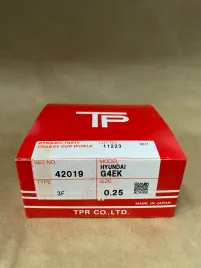 TP
DYNAMIC PARTS
CHANGE OUR WORLD
11223
SET NO.
42019
MODEL
HYUNDAI
G4EK
TYPE
3F
SIZE
0.25
MADE IN JAPAN
TPR CO.,LTD.